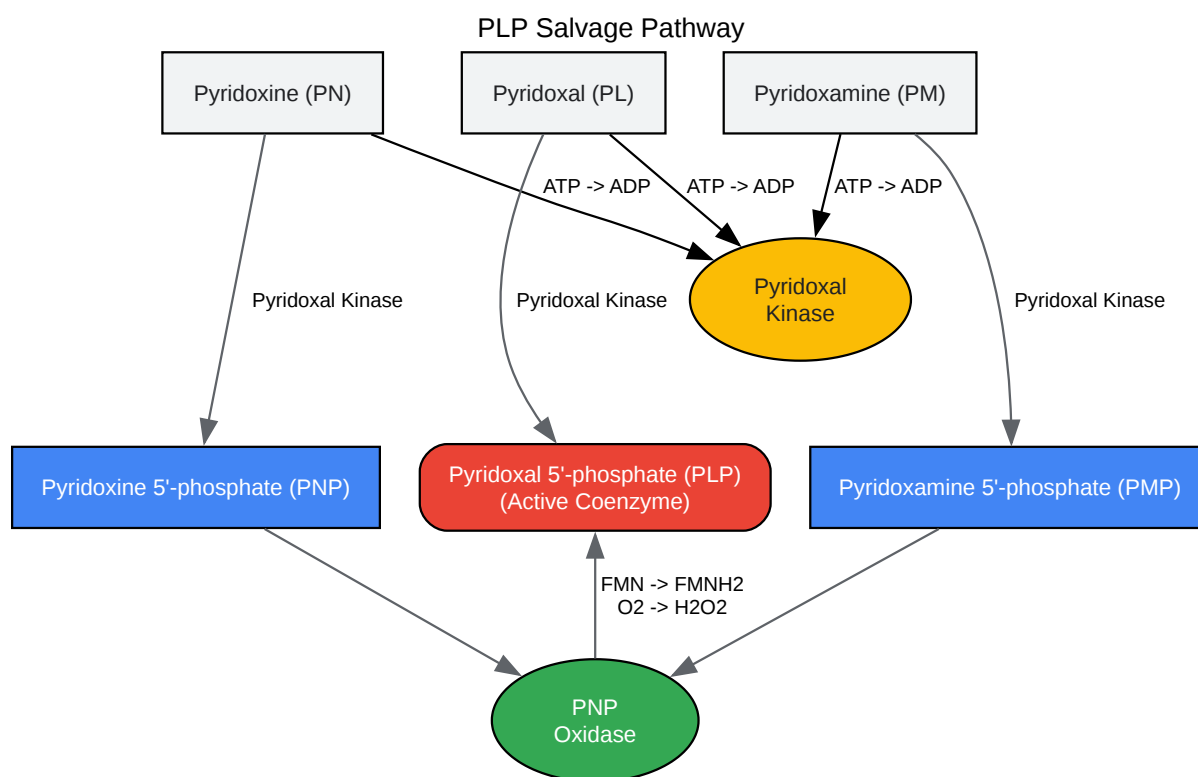 PLP Salvage Pathway
Pyridoxine (PN)
Pyridoxal (PL)
Pyridoxamine (PM)
ATP -> ADP
ATP -> ADP
ATP -> ADP
Pyridoxal
Kinase
Pyridoxal Kinase
Pyridoxal Kinase
Pyridoxal Kinase
Pyridoxine 5'-phosphate (PNP)
Pyridoxal 5'-phosphate (PLP)
(Active Coenzyme)
Pyridoxamine 5'-phosphate (PMP)
FMN -> FMNH2
O2 -> H2O2
PNP
Oxidase